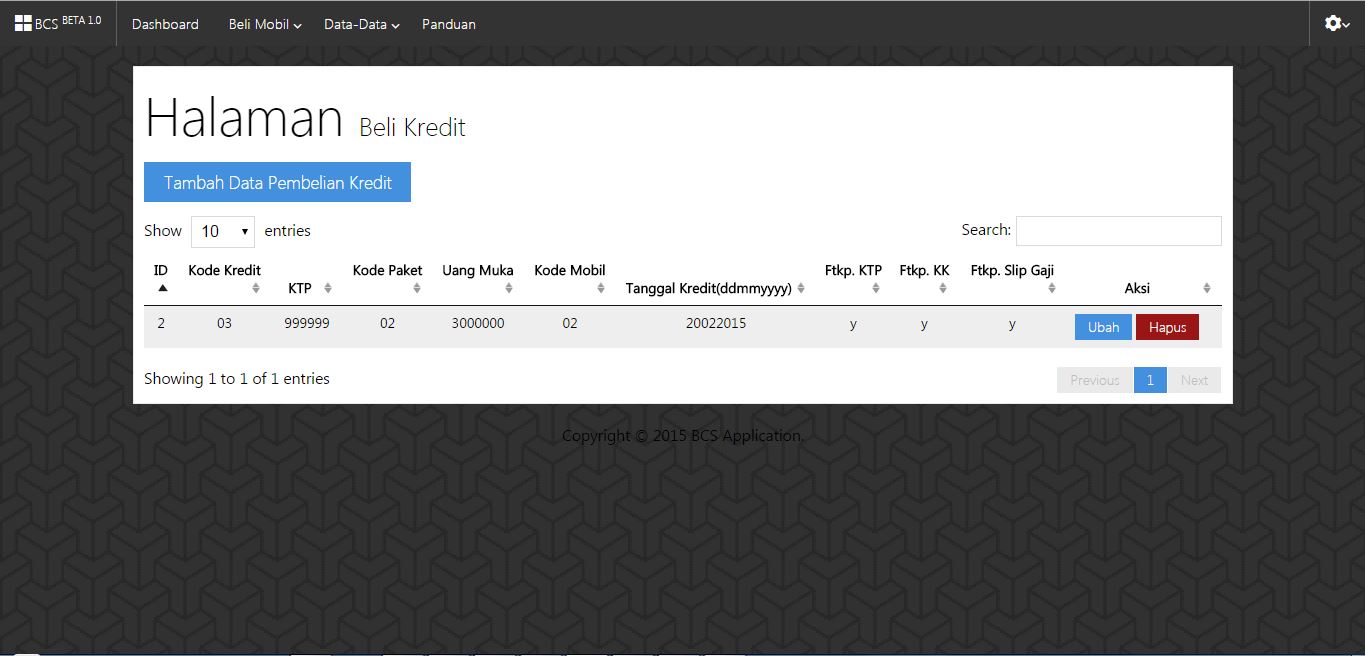 BCS BETA 1.0 Dashboard Beli Mobil Data-Data Panduan
Halaman Beli Kredit
Tambah Data Pembelian Kredit
Show 10 entries Search:
ID Kode Kredit KTP Kode Paket Uang Muka Kode Mobil Tanggal Kredit(ddmmyyyy) Ftkp. KTP Ftkp. KK Ftkp. Slip Gaji Aksi
2 03 999999 02 3000000 02 20022015 y y y Ubah Hapus
Showing 1 to 1 of 1 entries Previous 1 Next
Copyright © 2015 BCS Application.